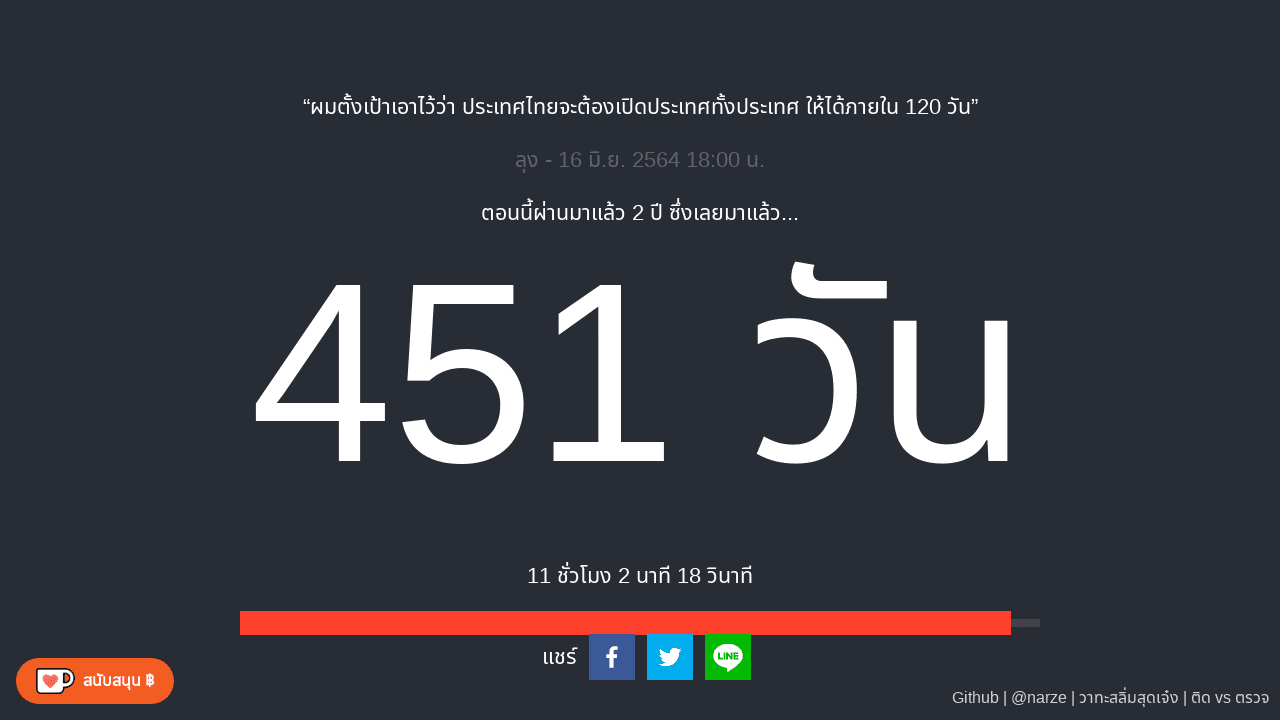 “ผมตั้งเป้าเอาไว้ว่า ประเทศไทยจะต้องเปิดประเทศทั้งประเทศ ให้ได้ภายใน 120 วัน”
ลุง - 16 มิ.ย. 2564 18:00 น.
ตอนนี้ผ่านมาแล้ว 2 ปี ซึ่งเลยมาแล้ว...
451 วัน
11 ชั่วโมง 2 นาที 18 วินาที
แชร์
LINE
สนับสนุน ฿
Github | @narze | วาทะสลิ่มสุดเจ๋ง | ติด vs ตรวจ